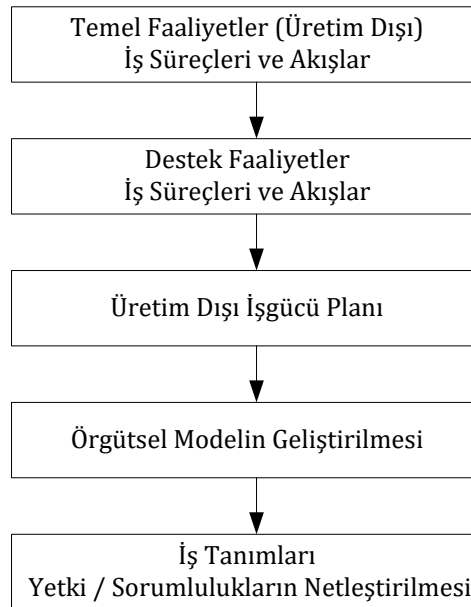 Temel Faaliyetler (Üretim Dışı)
İş Süreçleri ve Akışlar
Destek Faaliyetler
İş Süreçleri ve Akışlar
Üretim Dışı İşgücü Planı
Örgütsel Modelin Geliştirilmesi
İş Tanımları
Yetki / Sorumlulukların Netleştirilmesi